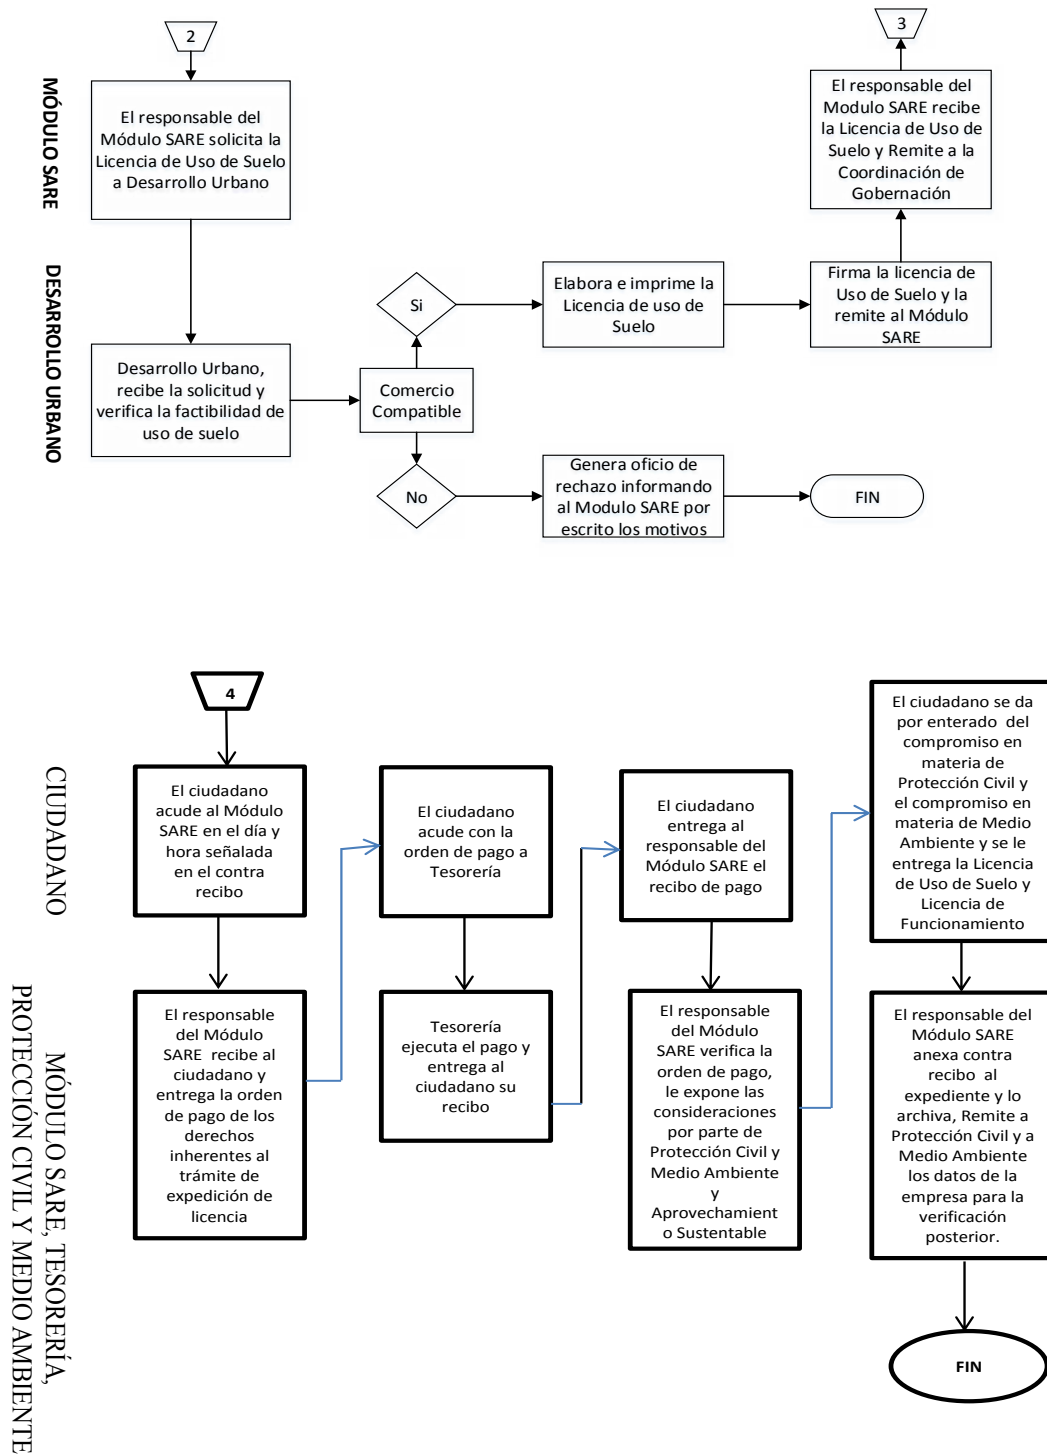 2
MÓDULO SARE
El responsable del
Módulo SARE solicita la
Licencia de Uso de Suelo
a Desarrollo Urbano
3
El responsable del
Modulo SARE recibe
la Licencia de Uso de
Suelo y Remite a la
Coordinación de
Gobernación
DESARROLLO URBANO
Desarrollo Urbano,
recibe la solicitud y
verifica la factibilidad de
uso de suelo
Comercio
Compatible
Si
Elabora e imprime la
Licencia de uso de
Suelo
Firma la licencia de
Uso de Suelo y la
remite al Módulo
SARE
No
Genera oficio de
rechazo informando
al Modulo SARE por
escrito los motivos
FIN
4
CIUDADANO
El ciudadano
acude al Módulo
SARE en el día y
hora señalada
en el contra
recibo
El ciudadano
acude con la
orden de pago a
Tesorería
El ciudadano
entrega al
responsable del
Módulo SARE el
recibo de pago
El ciudadano se da
por enterado del
compromiso en
materia de
Protección Civil y
el compromiso en
materia de Medio
Ambiente y se le
entrega la Licencia
de Uso de Suelo y
Licencia de
Funcionamiento
MÓDULO SARE, TESORERÍA,
PROTECCIÓN CIVIL Y MEDIO AMBIENTE
El responsable
del Módulo
SARE recibe al
ciudadano y
entrega la orden
de pago de los
derechos
inherentes al
trámite de
expedición de
licencia
Tesorería
ejecuta el pago y
entrega al
ciudadano su
recibo
El responsable
del Módulo
SARE verifica la
orden de pago,
le expone las
consideraciones
por parte de
Protección Civil y
Medio Ambiente
y
Aprovechamient
o Sustentable
El responsable del
Módulo SARE
anexa contra
recibo al
expediente y lo
archiva, Remite a
Protección Civil y a
Medio Ambiente
los datos de la
empresa para la
verificación
posterior.
FIN